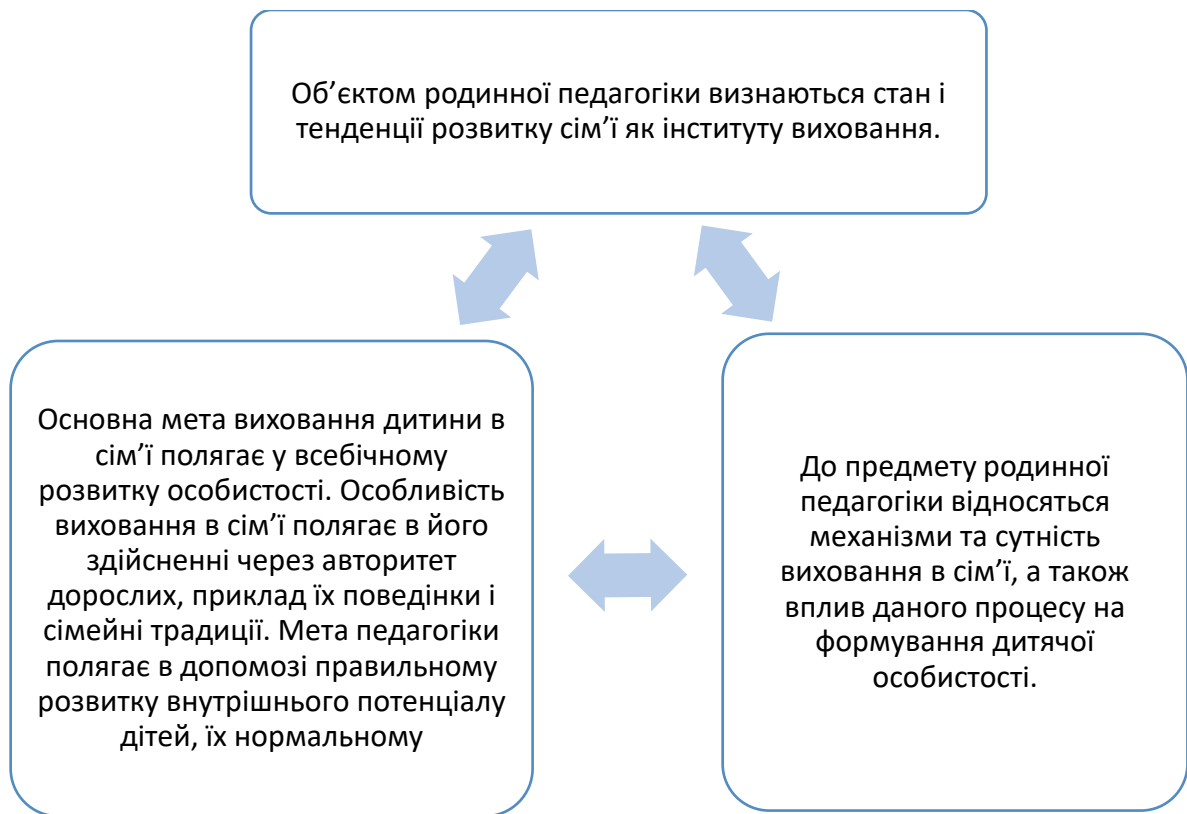 Об’єктом родинної педагогіки визнаються стан і
тенденції розвитку сім’ї як інституту виховання.
Основна мета виховання дитини в
сім’ї полягає у всебічному
розвитку особистості. Особливість
виховання в сім’ї полягає в його
здійсненні через авторитет
дорослих, приклад їх поведінки і
сімейні традиції. Мета педагогіки
полягає в допомозі правильному
розвитку внутрішнього потенціалу
дітей, їх нормальному
До предмету родинної
педагогіки відносяться
механізми та сутність
виховання в сім’ї, а також
вплив даного процесу на
формування дитячої
особистості.